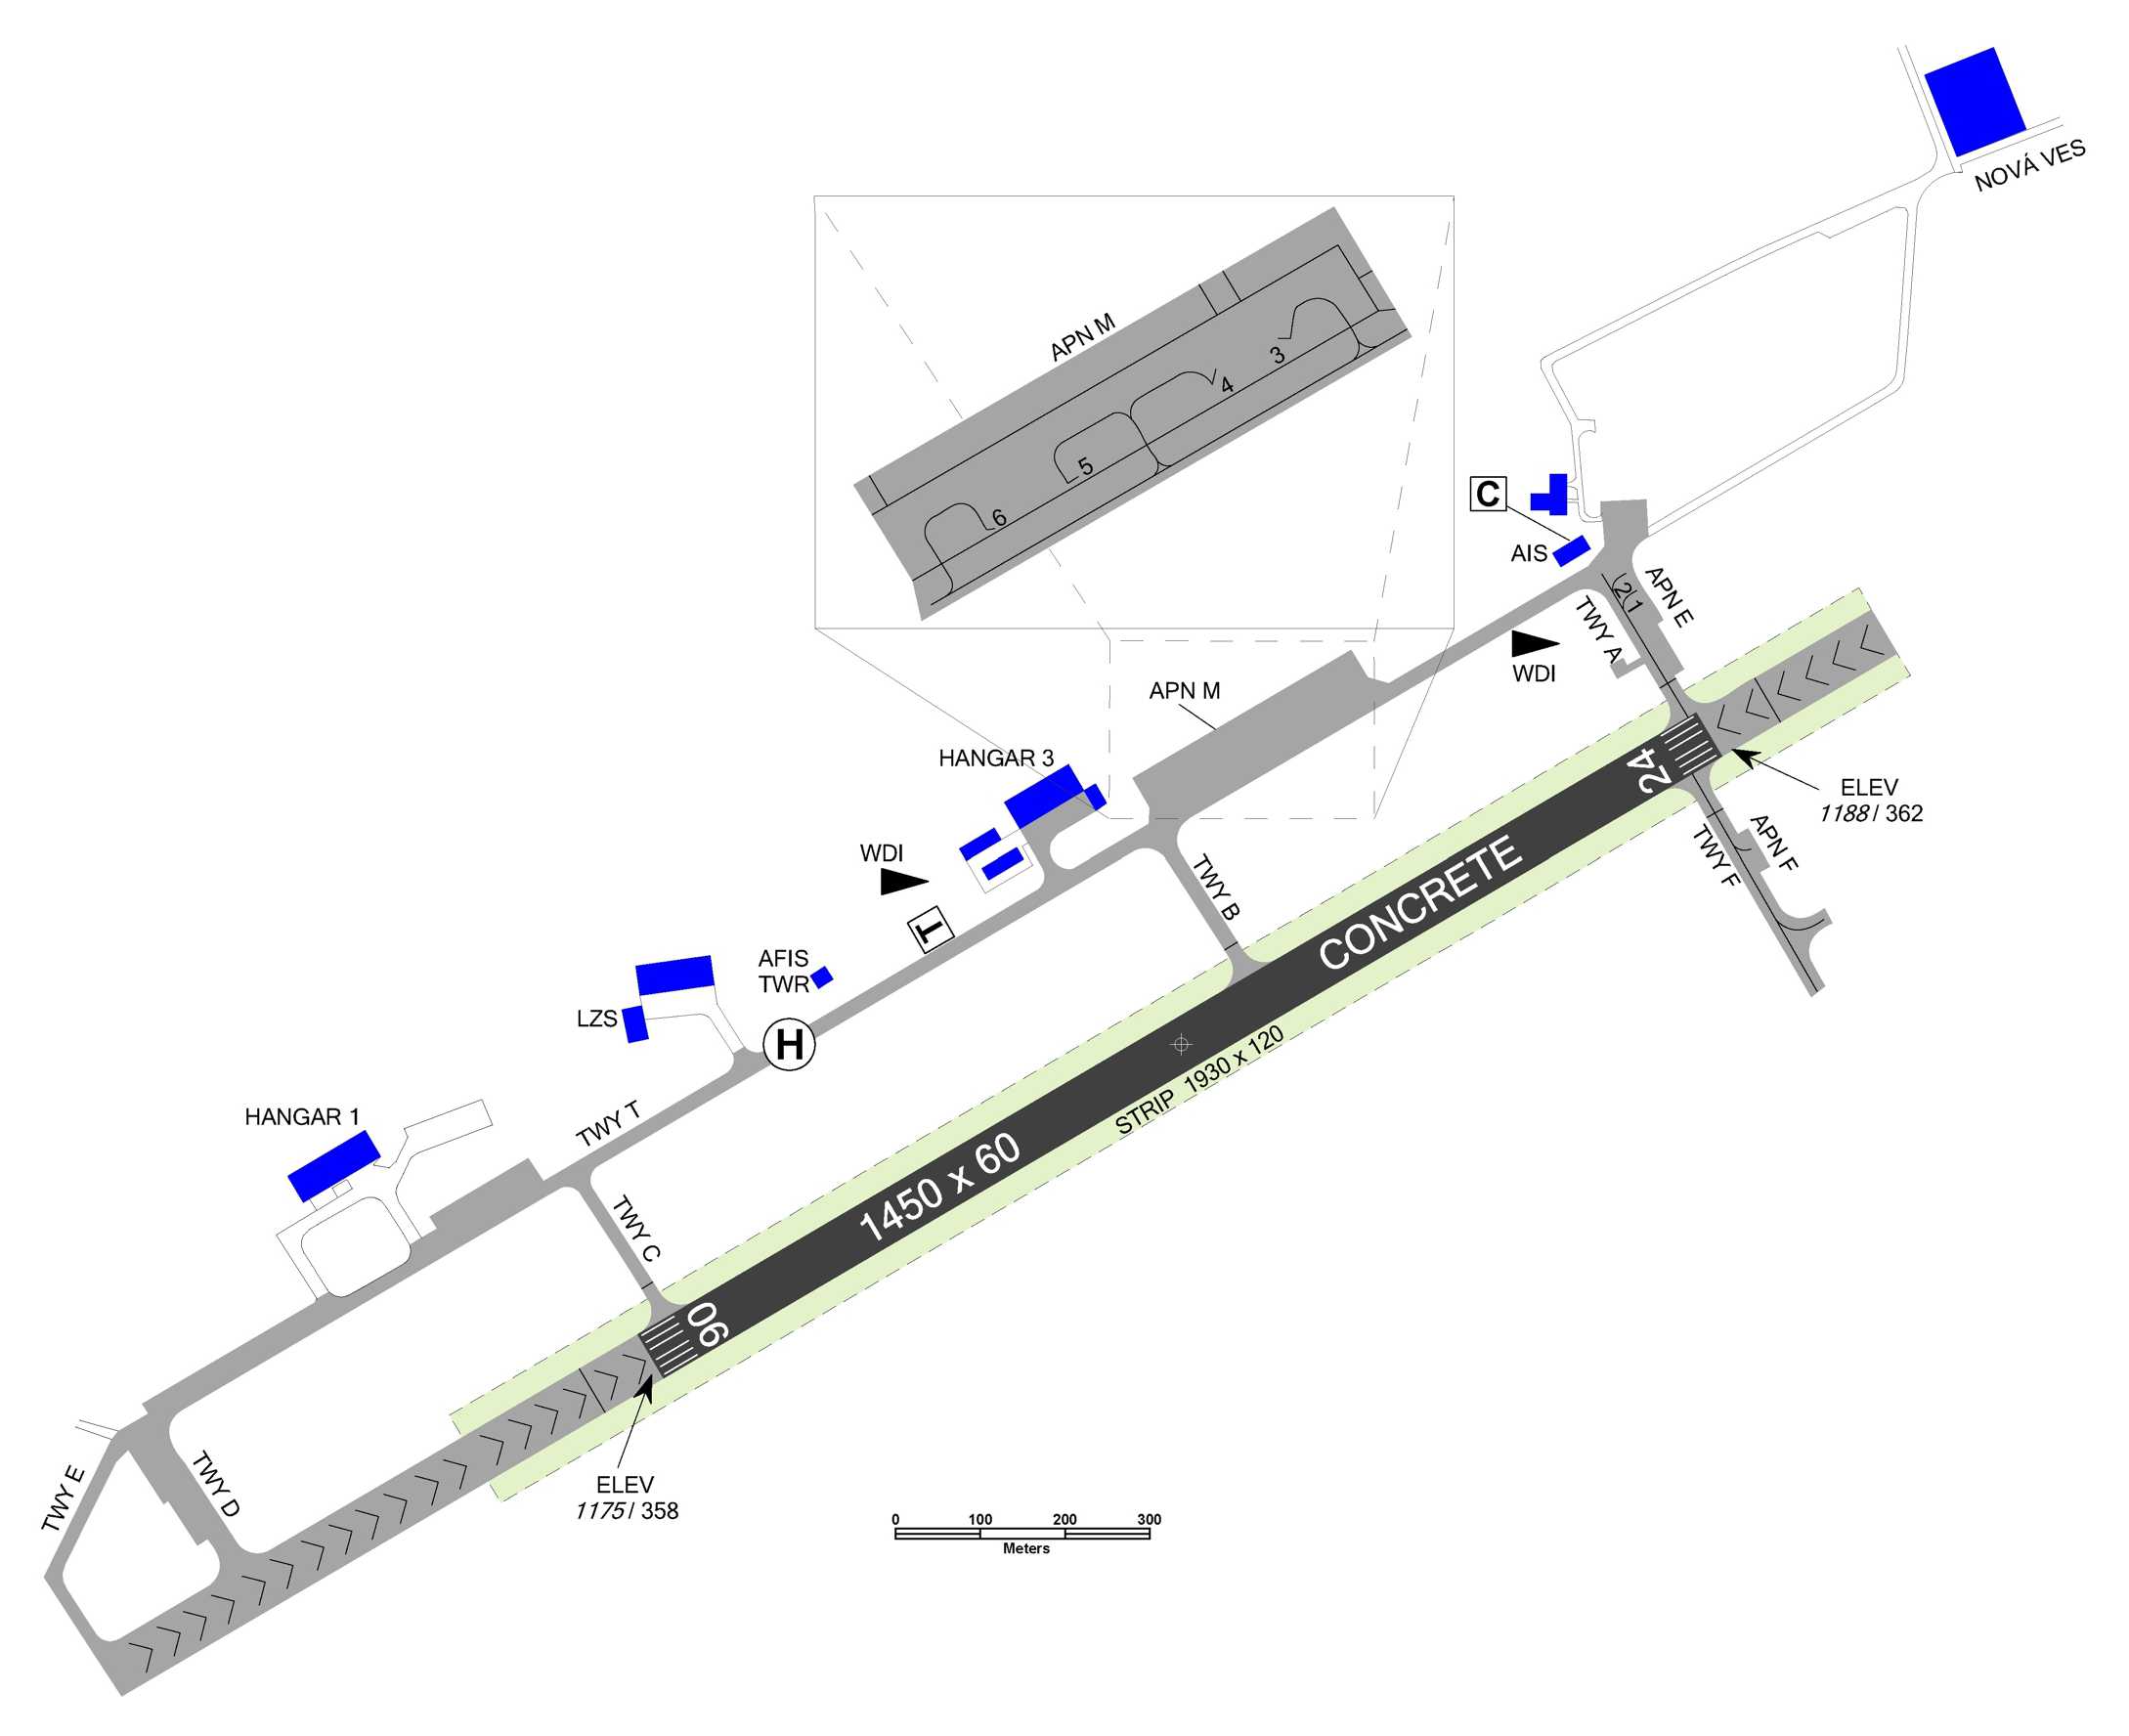 NOVÁ VES
APN M
3
4
5
6
C
AIS
2
1
APN E
TWY A
WDI
APN M
HANGAR 3
24
ELEV
1188/ 362
APN F
TWY F
WDI
TWY B
CONCRETE
T
AFIS
TWR
LZS
H
STRIP 1930 x 120
HANGAR 1
TWY T
1450 x 60
TWY C
06
TWY E
TWY D
ELEV
1175/ 358
0 100 200 300
Meters